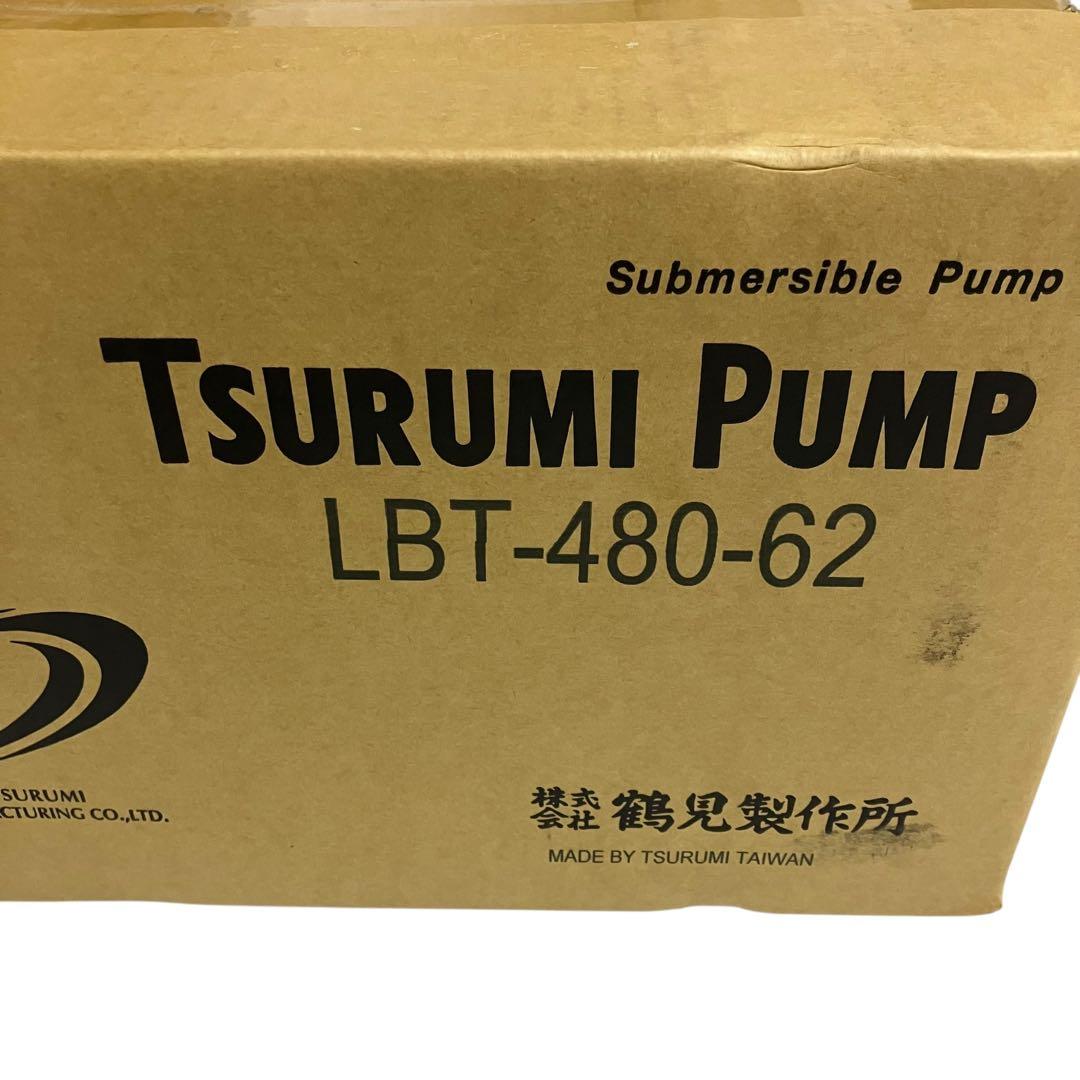 Submersible Pump
TSURUMI PUMP
LBT-480-62
SURUMI
CTURING CO.,LTD.
株式会社 鶴見製作所
MADE BY TSURUMI TAIWAN